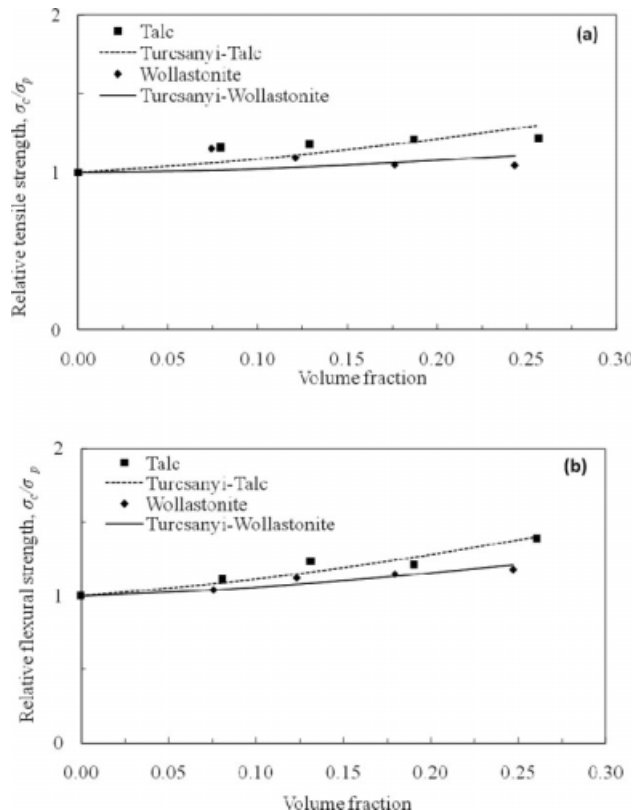 (a)
Talc
Turcsanyi-Talc
Wollastonite
Turcsanyi-Wollastonite
Relative tensile strength, σc/σp
2
1
0
0.00 0.05 0.10 0.15 0.20 0.25 0.30
Volume fraction
(b)
Talc
Turcsanyi-Talc
Wollastonite
Turcsanyi-Wollastonite
Relative flexural strength, σc/σ p
2
1
0
0.00 0.05 0.10 0.15 0.20 0.25 0.30
Volume fraction